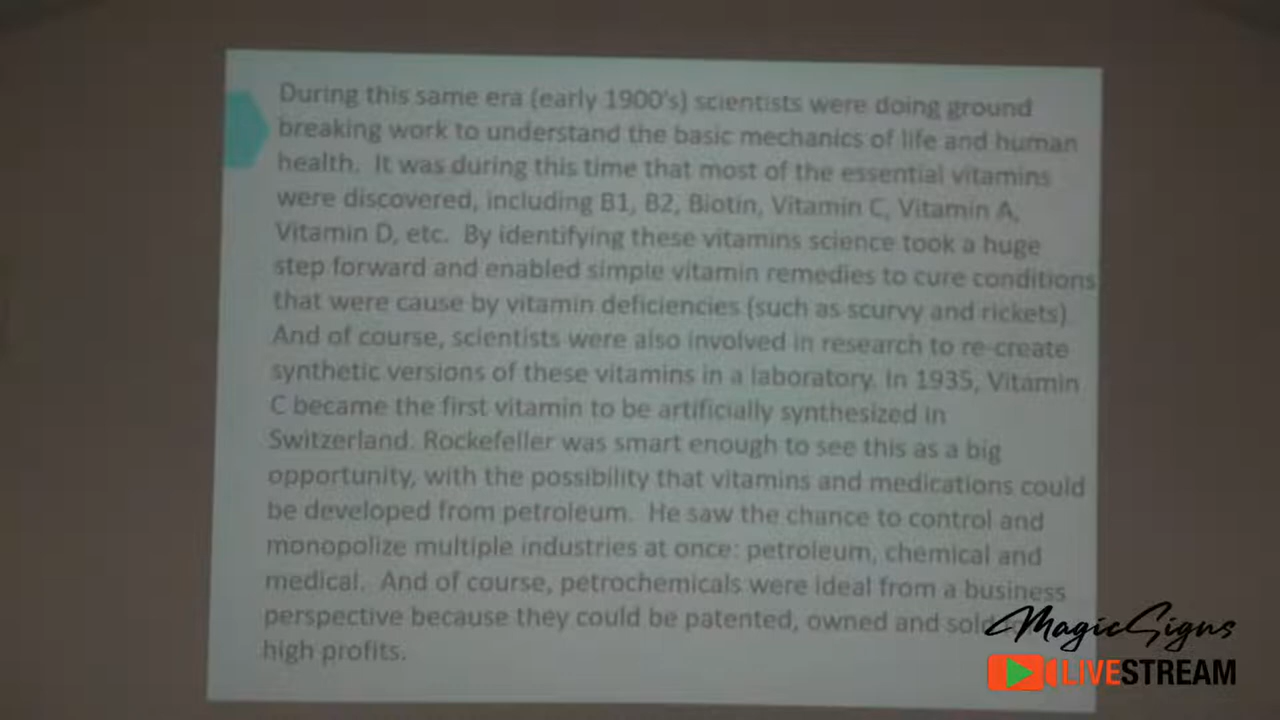 During this same era (early 1900's) scientists were doing ground
breaking work to understand the basic mechanics of life and human
health. It was during this time that most of the essential vitamins
were discovered, including B1, B2, Biotin, Vitamin C, Vitamin A,
Vitamin D, etc. By identifying these vitamins science took a huge
step forward and enabled simple vitamin remedies to cure conditions
that were cause by vitamin deficiencies (such as scurvy and rickets).
And of course, scientists were also involved in research to re-create
synthetic versions of these vitamins in a laboratory. In 1935, Vitamin
C became the first vitamin to be artificially synthesized in
Switzerland. Rockefeller was smart enough to see this as a big
opportunity, with the possibility that vitamins and medications could
be developed from petroleum. He saw the chance to control and
monopolize multiple industries at once: petroleum, chemical and
medical. And of course, petrochemicals were ideal from a business
perspective because they could be patented, owned and sold
high profits.
MagicSigns
LIVESTREAM